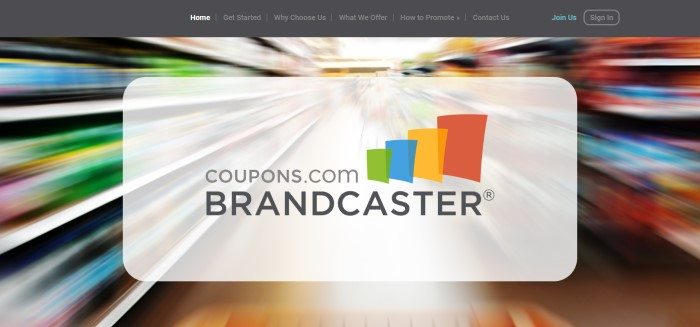 Home | Get Started | Why Choose Us | What We Offer | How to Promote » | Contact Us Join Us Sign In
COUPONS.com
BRANDCASTER®